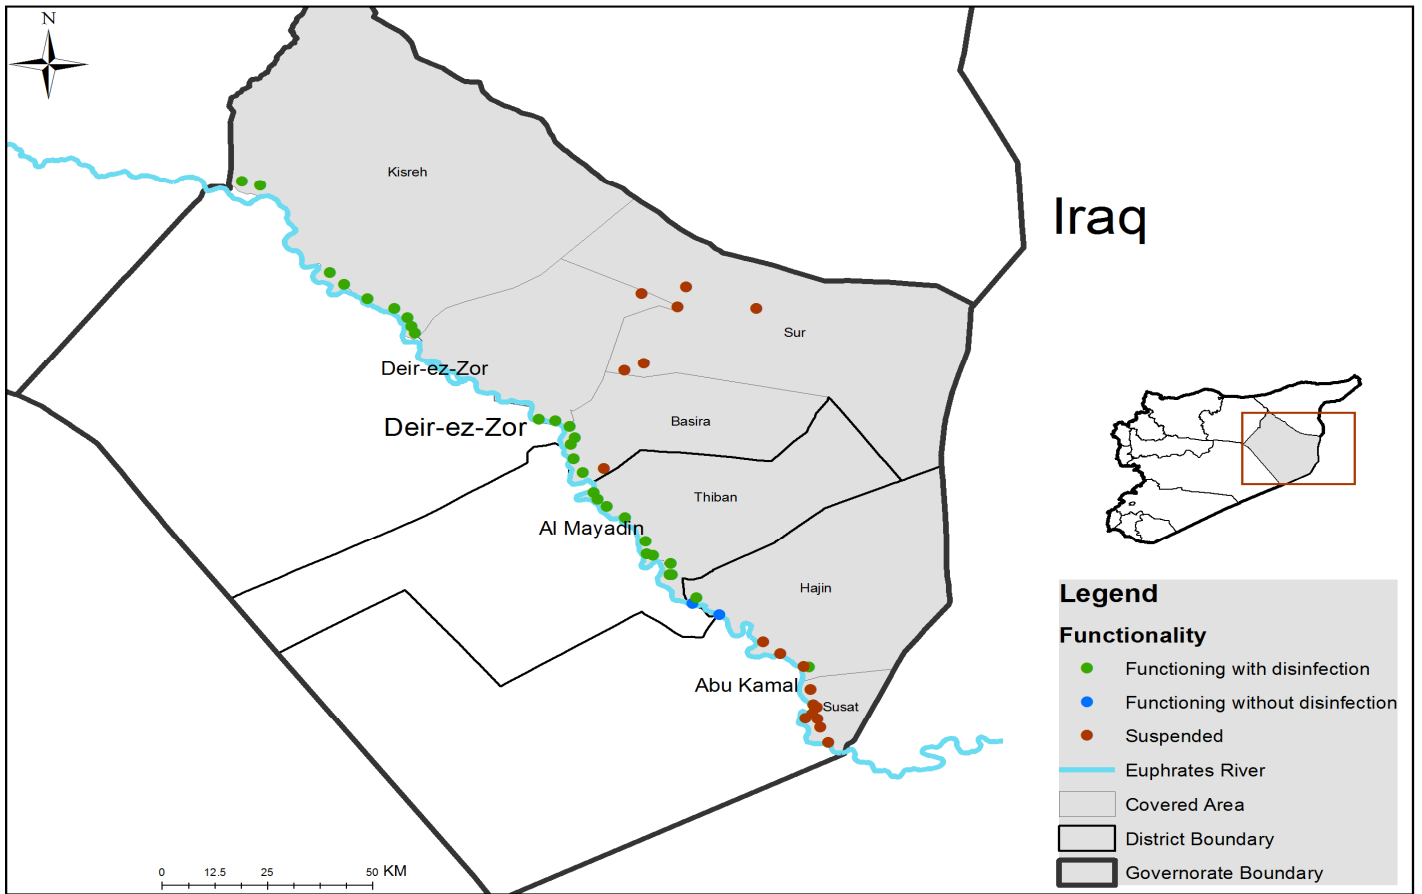 N
Kisreh
Iraq
Sur
Deir-ez-Zor
Basira
Deir-ez-Zor
Thiban
Al Mayadin
Hajin
Abu Kamal
Susat
Legend
Functionality
Functioning with disinfection
Functioning without disinfection
Suspended
Euphrates River
Covered Area
District Boundary
Governorate Boundary
0 12.5 25 50 KM